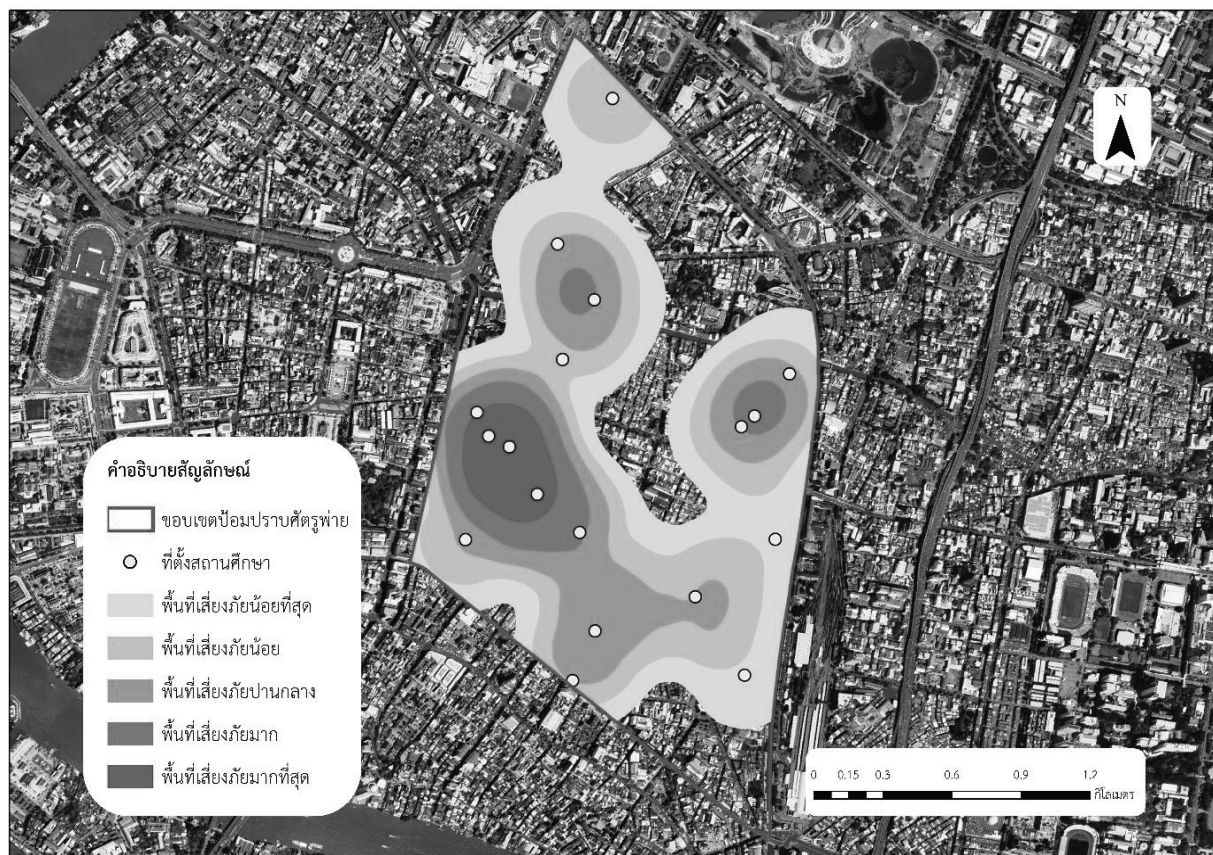 N
คำอธิบายสัญลักษณ์
ขอบเขตป้อมปราบศัตรูพ่าย
ที่ตั้งสถานศึกษา
พื้นที่เสี่ยงภัยน้อยที่สุด
พื้นที่เสี่ยงภัยน้อย
พื้นที่เสี่ยงภัยปานกลาง
พื้นที่เสี่ยงภัยมาก
พื้นที่เสี่ยงภัยมากที่สุด
0 0.15 0.3 0.6 0.9 1.2
กิโลเมตร